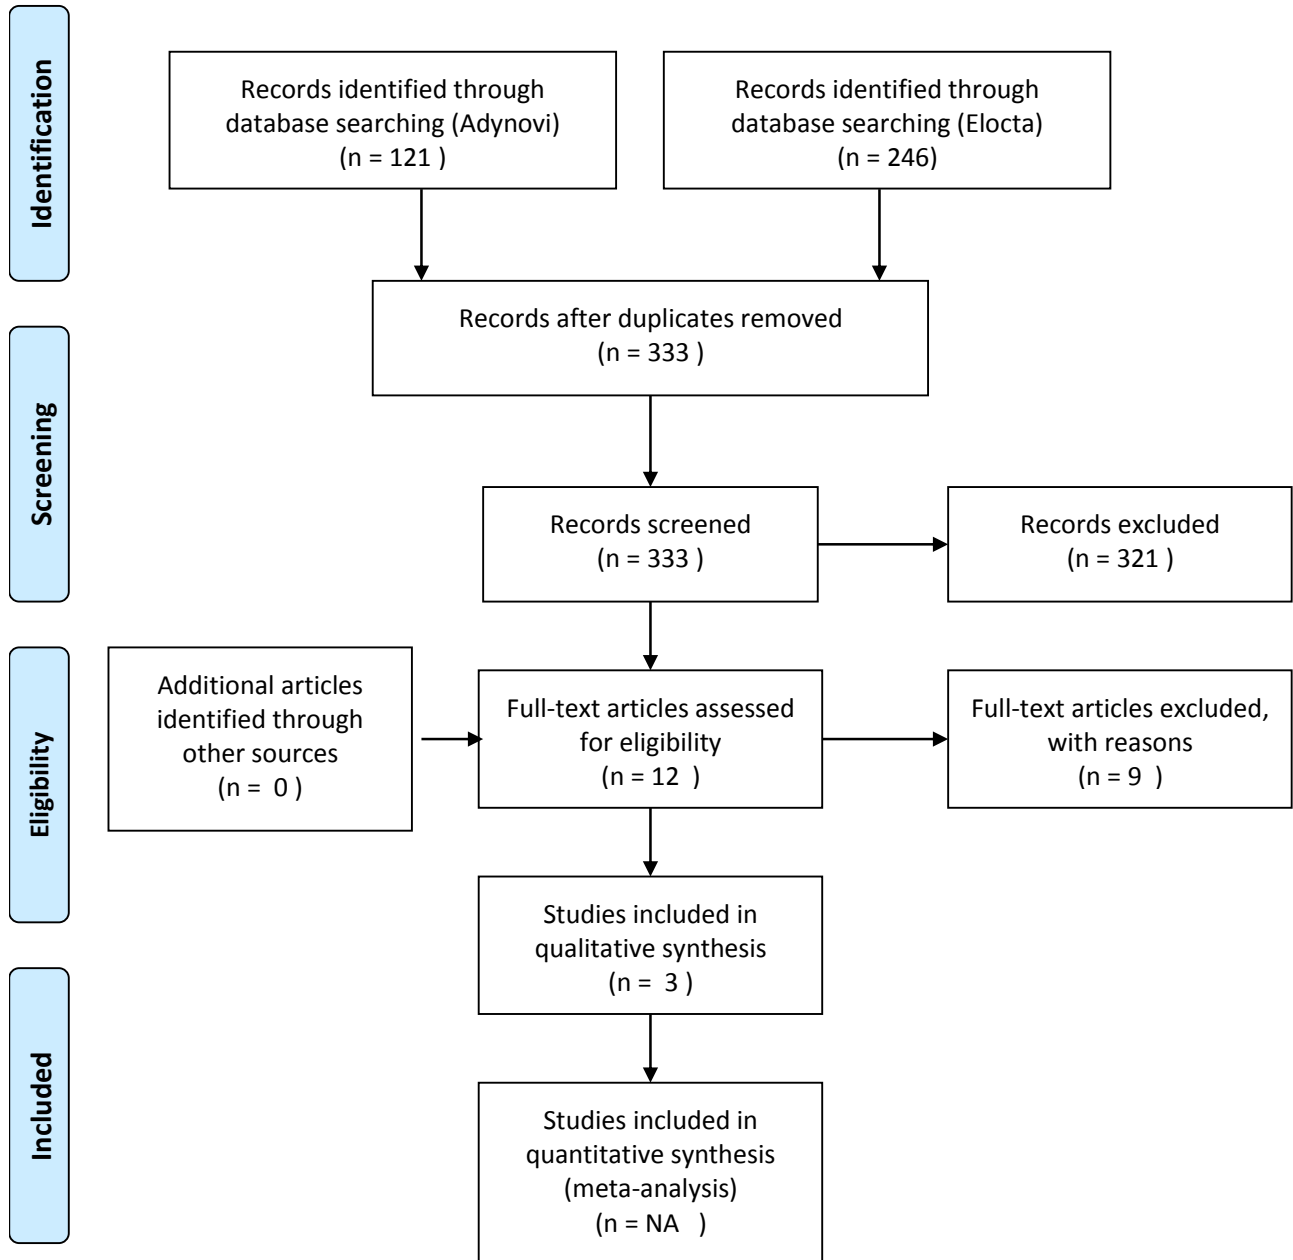 Identification
Records identified through
database searching (Adynovi)
(n = 121 )
Records identified through
database searching (Elocta)
(n = 246)
Records after duplicates removed
(n = 333 )
Screening
Records screened
(n = 333 )
Records excluded
(n = 321 )
Eligibility
Additional articles
identified through
other sources
(n = 0 )
Full-text articles assessed
for eligibility
(n = 12 )
Full-text articles excluded,
with reasons
(n = 9 )
Studies included in
qualitative synthesis
(n = 3 )
Included
Studies included in
quantitative synthesis
(meta-analysis)
(n = NA )